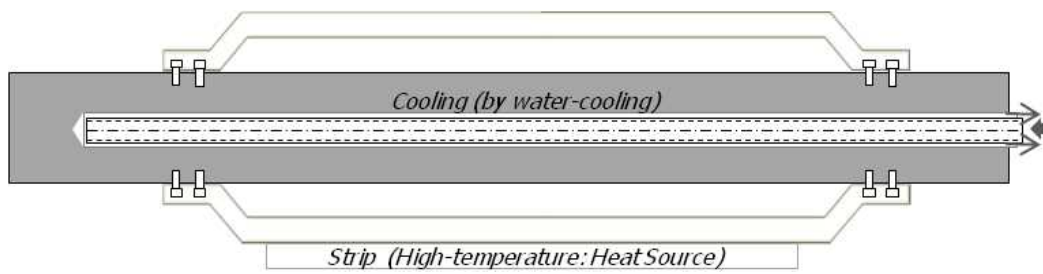 Cooling (by water-cooling)
Strip (High-temperature: Heat Source)